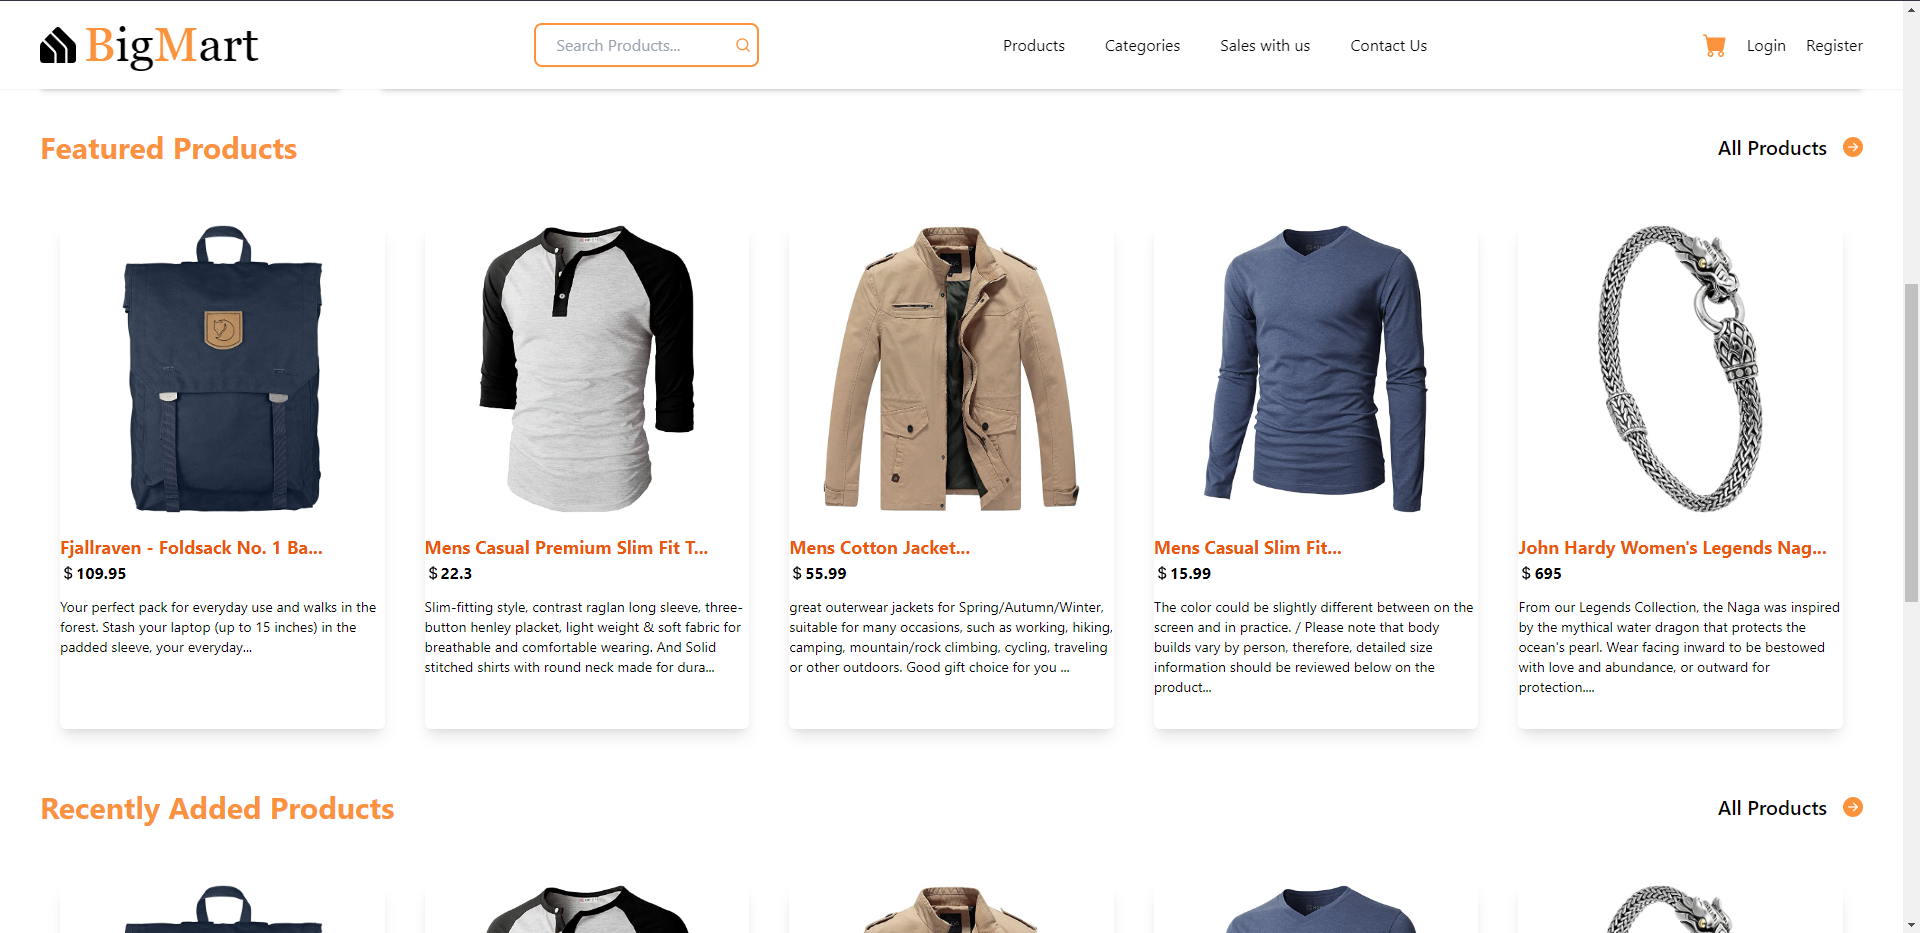 BigMart
Search Products...
Products
Categories
Sales with us
Contact Us
Login
Register
Featured Products
All Products
Fjallraven - Foldsack No. 1 Ba...
$ 109.95
Your perfect pack for everyday use and walks in the
forest. Stash your laptop (up to 15 inches) in the
padded sleeve, your everyday...
Mens Casual Premium Slim Fit T...
$ 22.3
Slim-fitting style, contrast raglan long sleeve, three-
button henley placket, light weight & soft fabric for
breathable and comfortable wearing. And Solid
stitched shirts with round neck made for dura...
Mens Cotton Jacket...
$ 55.99
great outerwear jackets for Spring/Autumn/Winter,
suitable for many occasions, such as working, hiking,
camping, mountain/rock climbing, cycling, traveling
or other outdoors. Good gift choice for you ...
Mens Casual Slim Fit...
$ 15.99
The color could be slightly different between on the
screen and in practice. / Please note that body
builds vary by person, therefore, detailed size
information should be reviewed below on the
product...
John Hardy Women's Legends Nag...
$ 695
From our Legends Collection, the Naga was inspired
by the mythical water dragon that protects the
ocean's pearl. Wear facing inward to be bestowed
with love and abundance, or outward for
protection....
Recently Added Products
All Products